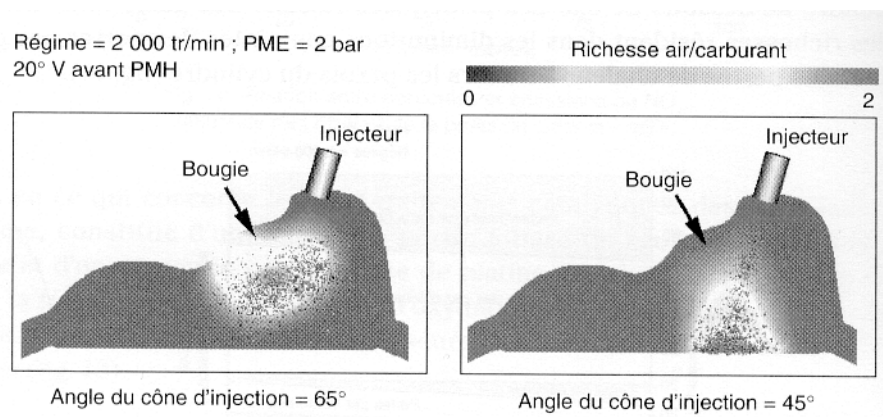 Régime = 2 000 tr/min ; PME = 2 bar
20° V avant PMH
Richesse air/carburant
0 2
Injecteur
Bougie
Injecteur
Bougie
Angle du cône d'injection = 65°
Angle du cône d'injection = 45°